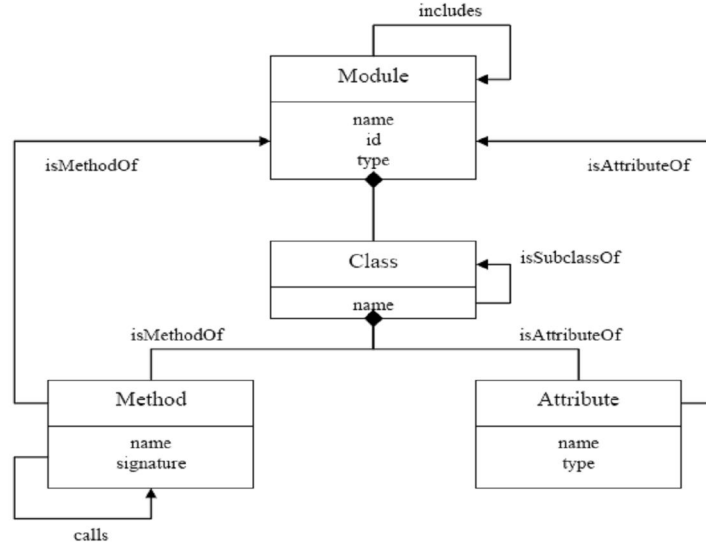 includes
Module
name
id
type
isMethodOf
isAttributeOf
Class
isSubclassOf
name
isMethodOf
isAttributeOf
Method
Attribute
name
signature
name
type
calls